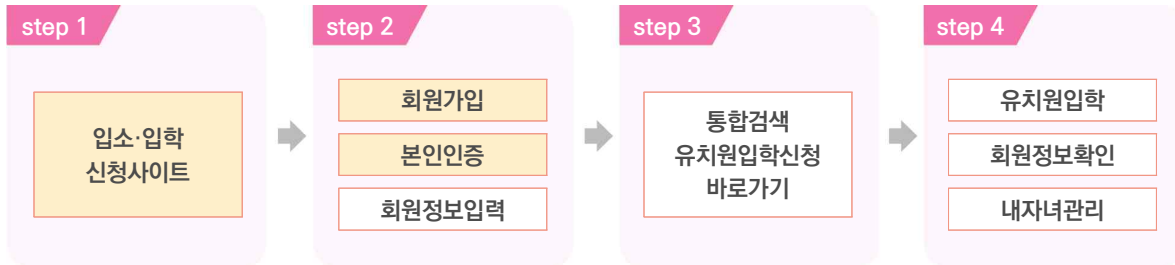 step 1
입소·입학
신청사이트
step 2
회원가입
본인인증
회원정보입력
step 3
통합검색
유치원입학신청
바로가기
step 4
유치원입학
회원정보확인
내자녀관리